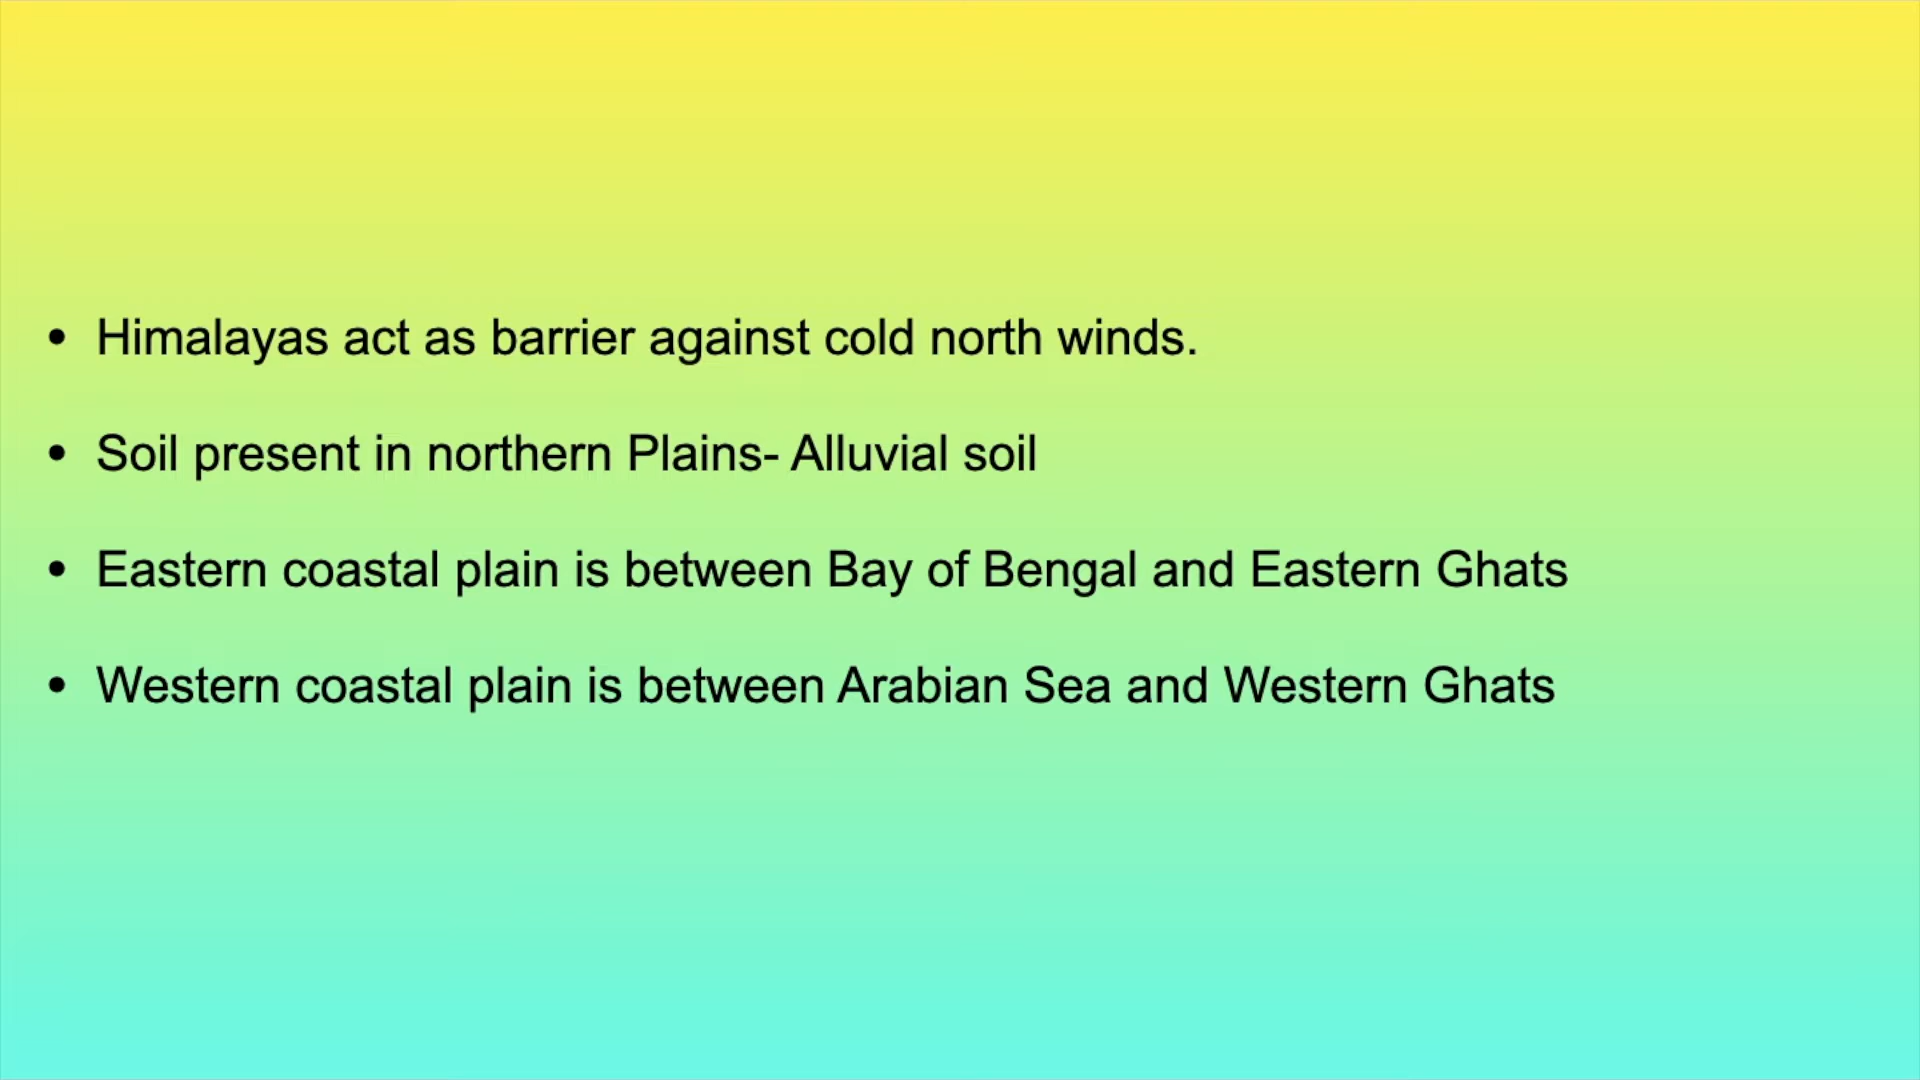 • Himalayas act as barrier against cold north winds.
• Soil present in northern Plains- Alluvial soil
• Eastern coastal plain is between Bay of Bengal and Eastern Ghats
• Western coastal plain is between Arabian Sea and Western Ghats